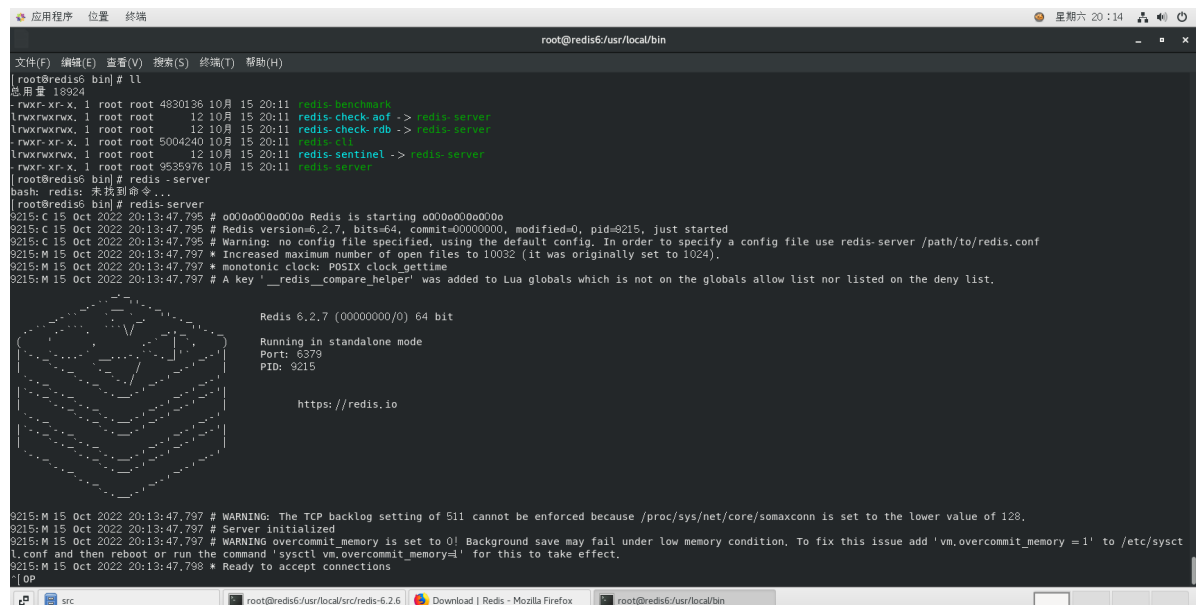 应用程序 位置 终端 星期六 20：14
root@redis6:/usr/local/bin
文件(F) 编辑(E) 查看(V) 搜索(S) 终端(T) 帮助(H)
[root@redis6 bin]# ll
总用量 18924
-rwxr-xr-x. 1 root root 4830136 10月 15 20:11 redis-benchmark
lrwxrwxrwx. 1 root root 12 10月 15 20:11 redis-check-aof -> redis-server
lrwxrwxrwx. 1 root root 12 10月 15 20:11 redis-check-rdb -> redis-server
-rwxr-xr-x. 1 root root 5004240 10月 15 20:11 redis-cli
lrwxrwxrwx. 1 root root 12 10月 15 20:11 redis-sentinel -> redis-server
-rwxr-xr-x. 1 root root 9535976 10月 15 20:11 redis-server
[root@redis6 bin]# redis -server
bash: redis: 未找到命令...
[root@redis6 bin]# redis-server
9215:C 15 Oct 2022 20:13:47.795 # oO0OoO0OoO0Oo Redis is starting oO0OoO0OoO0Oo
9215:C 15 Oct 2022 20:13:47.795 # Redis version=6.2.7, bits=64, commit=00000000, modified=0, pid=9215, just started
9215:C 15 Oct 2022 20:13:47.795 # Warning: no config file specified, using the default config. In order to specify a config file use redis-server /path/to/redis.conf
9215:M 15 Oct 2022 20:13:47.797 * Increased maximum number of open files to 10032 (it was originally set to 1024).
9215:M 15 Oct 2022 20:13:47.797 * monotonic clock: POSIX clock_gettime
9215:M 15 Oct 2022 20:13:47.797 # A key '__redis__compare_helper' was added to Lua globals which is not on the globals allow list nor listed on the deny list.
Redis 6.2.7 (00000000/0) 64 bit
Running in standalone mode
Port: 6379
PID: 9215
https://redis.io
9215:M 15 Oct 2022 20:13:47.797 # WARNING: The TCP backlog setting of 511 cannot be enforced because /proc/sys/net/core/somaxconn is set to the lower value of 128.
9215:M 15 Oct 2022 20:13:47.797 # Server initialized
9215:M 15 Oct 2022 20:13:47.797 # WARNING overcommit_memory is set to 0! Background save may fail under low memory condition. To fix this issue add 'vm.overcommit_memory = 1' to /etc/sysct
l.conf and then reboot or run the command 'sysctl vm.overcommit_memory=1' for this to take effect.
9215:M 15 Oct 2022 20:13:47.798 * Ready to accept connections
^[OP
src root@redis6:/usr/local/src/redis-6.2.6 Download | Redis - Mozilla Firefox root@redis6:/usr/local/bin